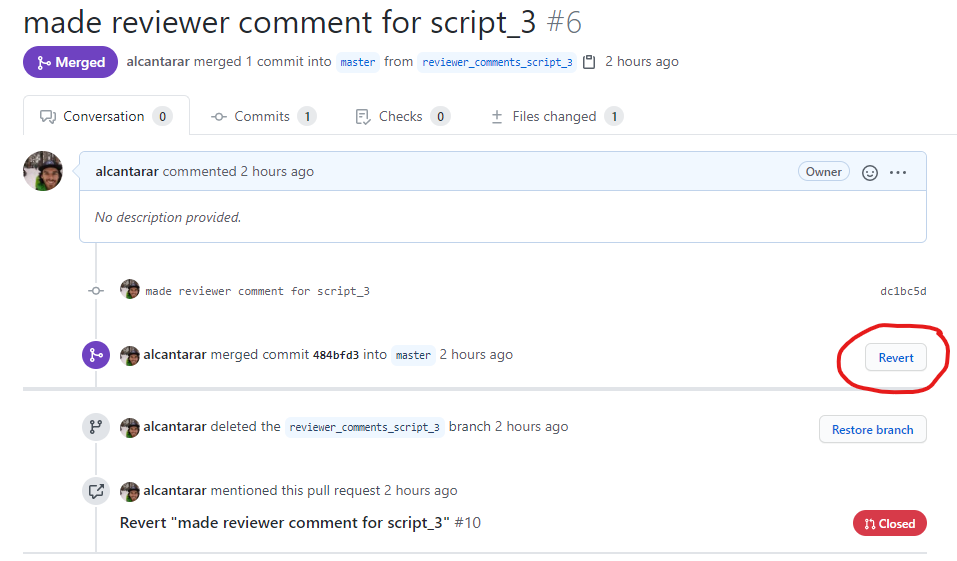 made reviewer comment for script_3 #6
Merged alcantarar merged 1 commit into master from reviewer_comments_script_3 2 hours ago
Conversation 0 Commits 1 Checks 0 Files changed 1
alcantarar commented 2 hours ago Owner
No description provided.
made reviewer comment for script_3 dc1bc5d
alcantarar merged commit 484bfd3 into master 2 hours ago Revert
alcantarar deleted the reviewer_comments_script_3 branch 2 hours ago Restore branch
alcantarar mentioned this pull request 2 hours ago
Revert "made reviewer comment for script_3" #10 Closed